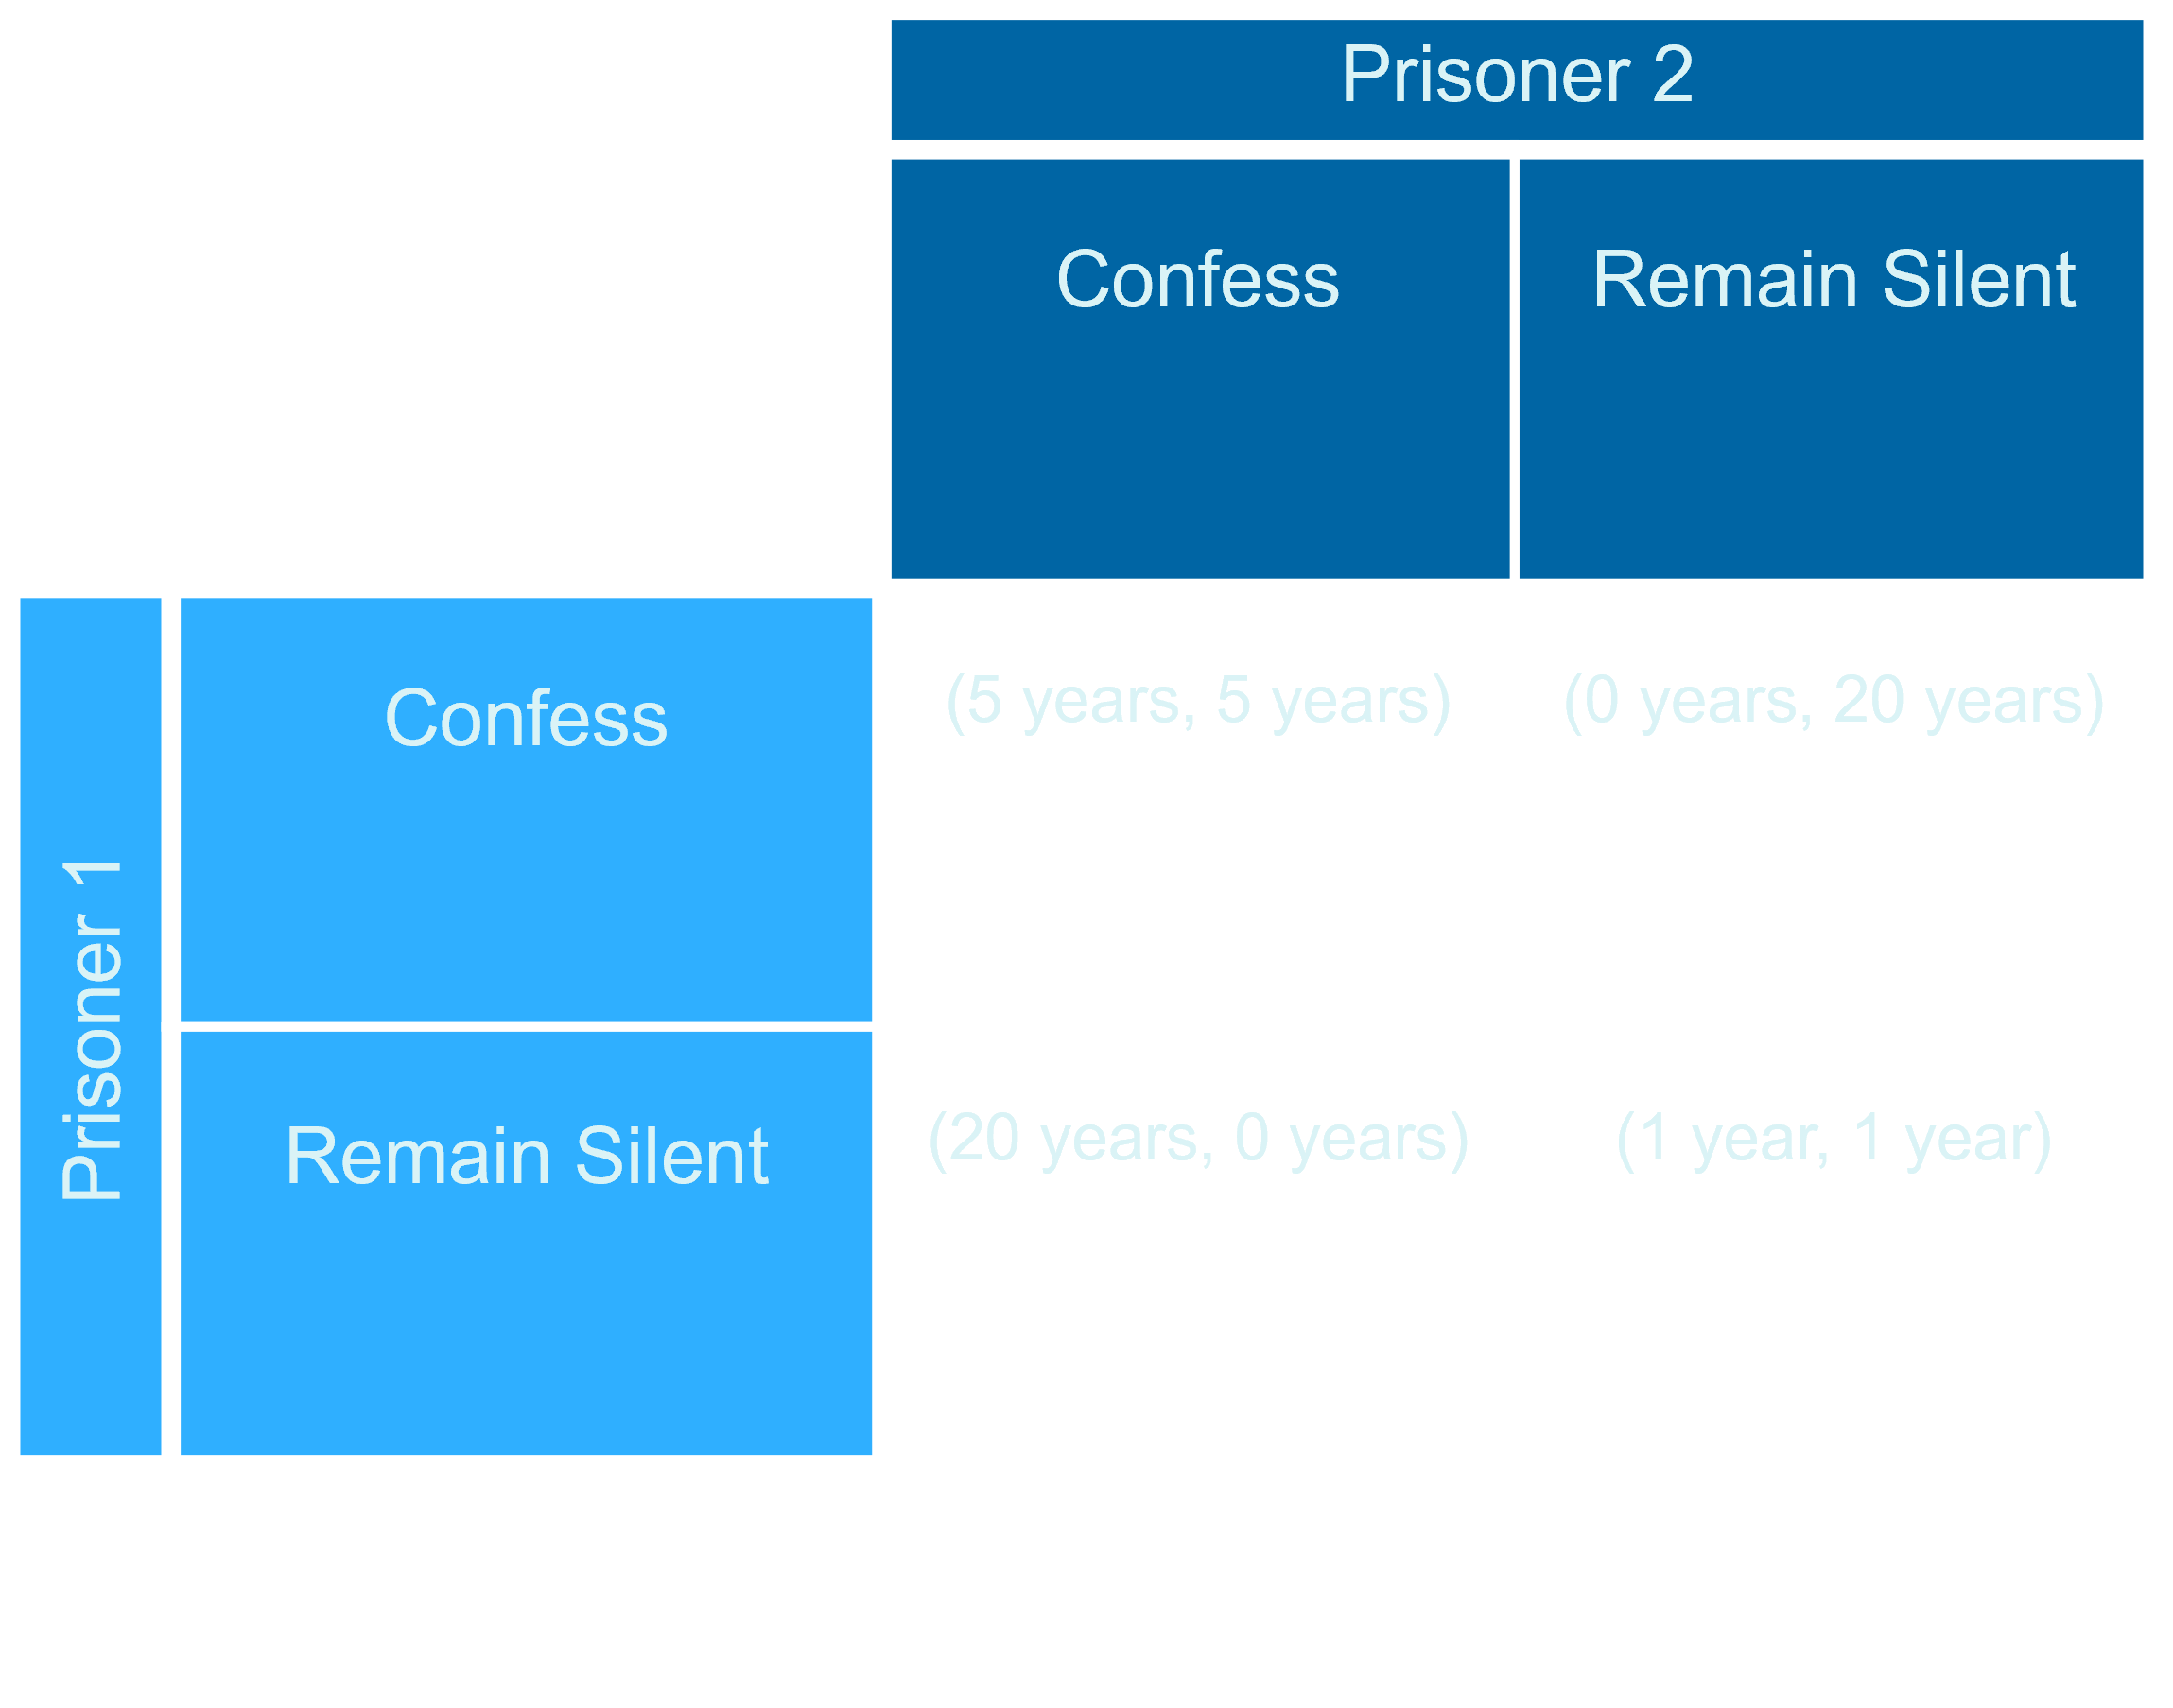 Prisoner 2
Confess
Remain Silent
Prisoner 1
Confess
(5 years, 5 years)
(0 years, 20 years)
Remain Silent
(20 years, 0 years)
(1 year, 1 year)